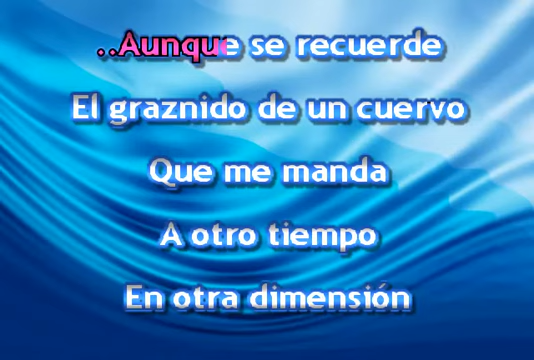 ..Aunque se recuerde
El graznido de un cuervo
Que me manda
A otro tiempo
En otra dimensión